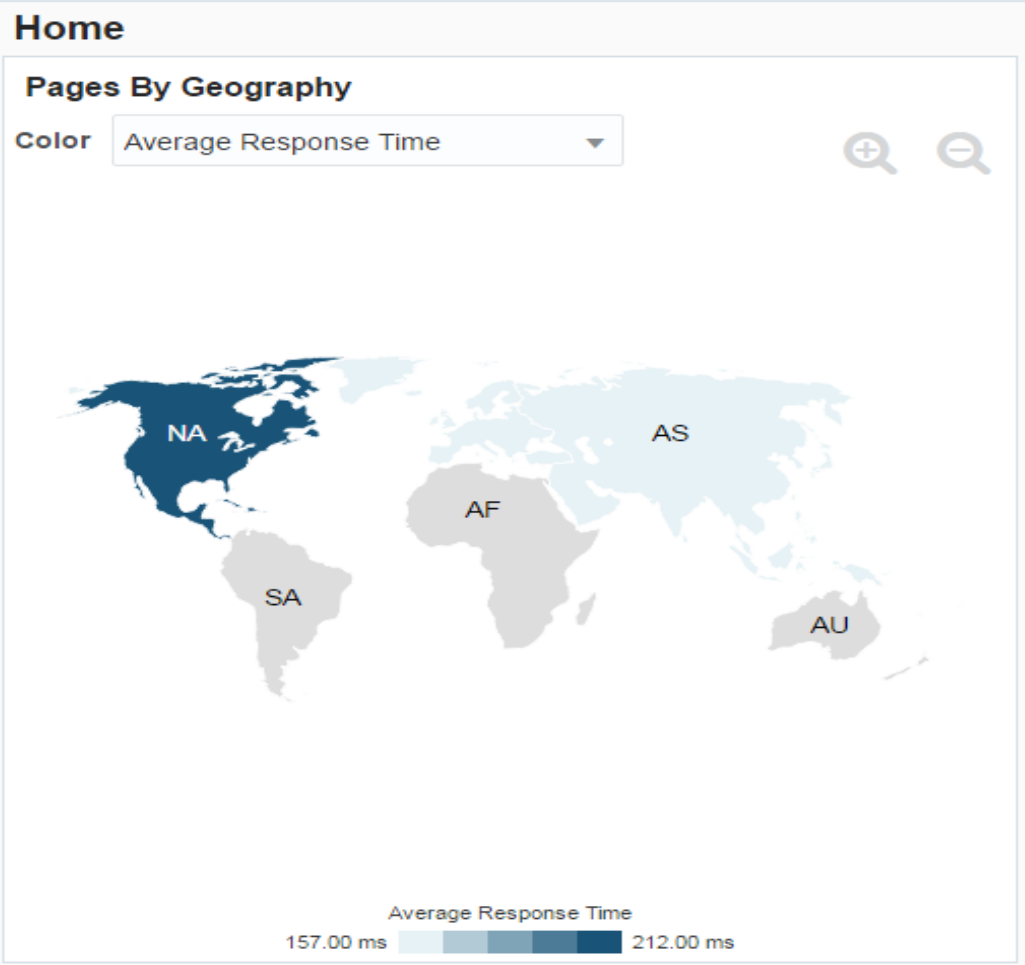 Home
Pages By Geography
Color Average Response Time
NA
AS
AF
SA
AU
Average Response Time
157.00 ms 212.00 ms